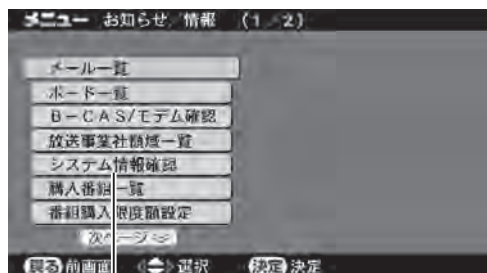 メニュー お知らせ/情報 (1/2)
メール一覧
ボード一覧
B-CAS/モデム確認
放送事業社領域一覧
システム情報確認
購入番組一覧
番組購入限度額設定
次ページ
戻る 前画面 選択 決定 決定